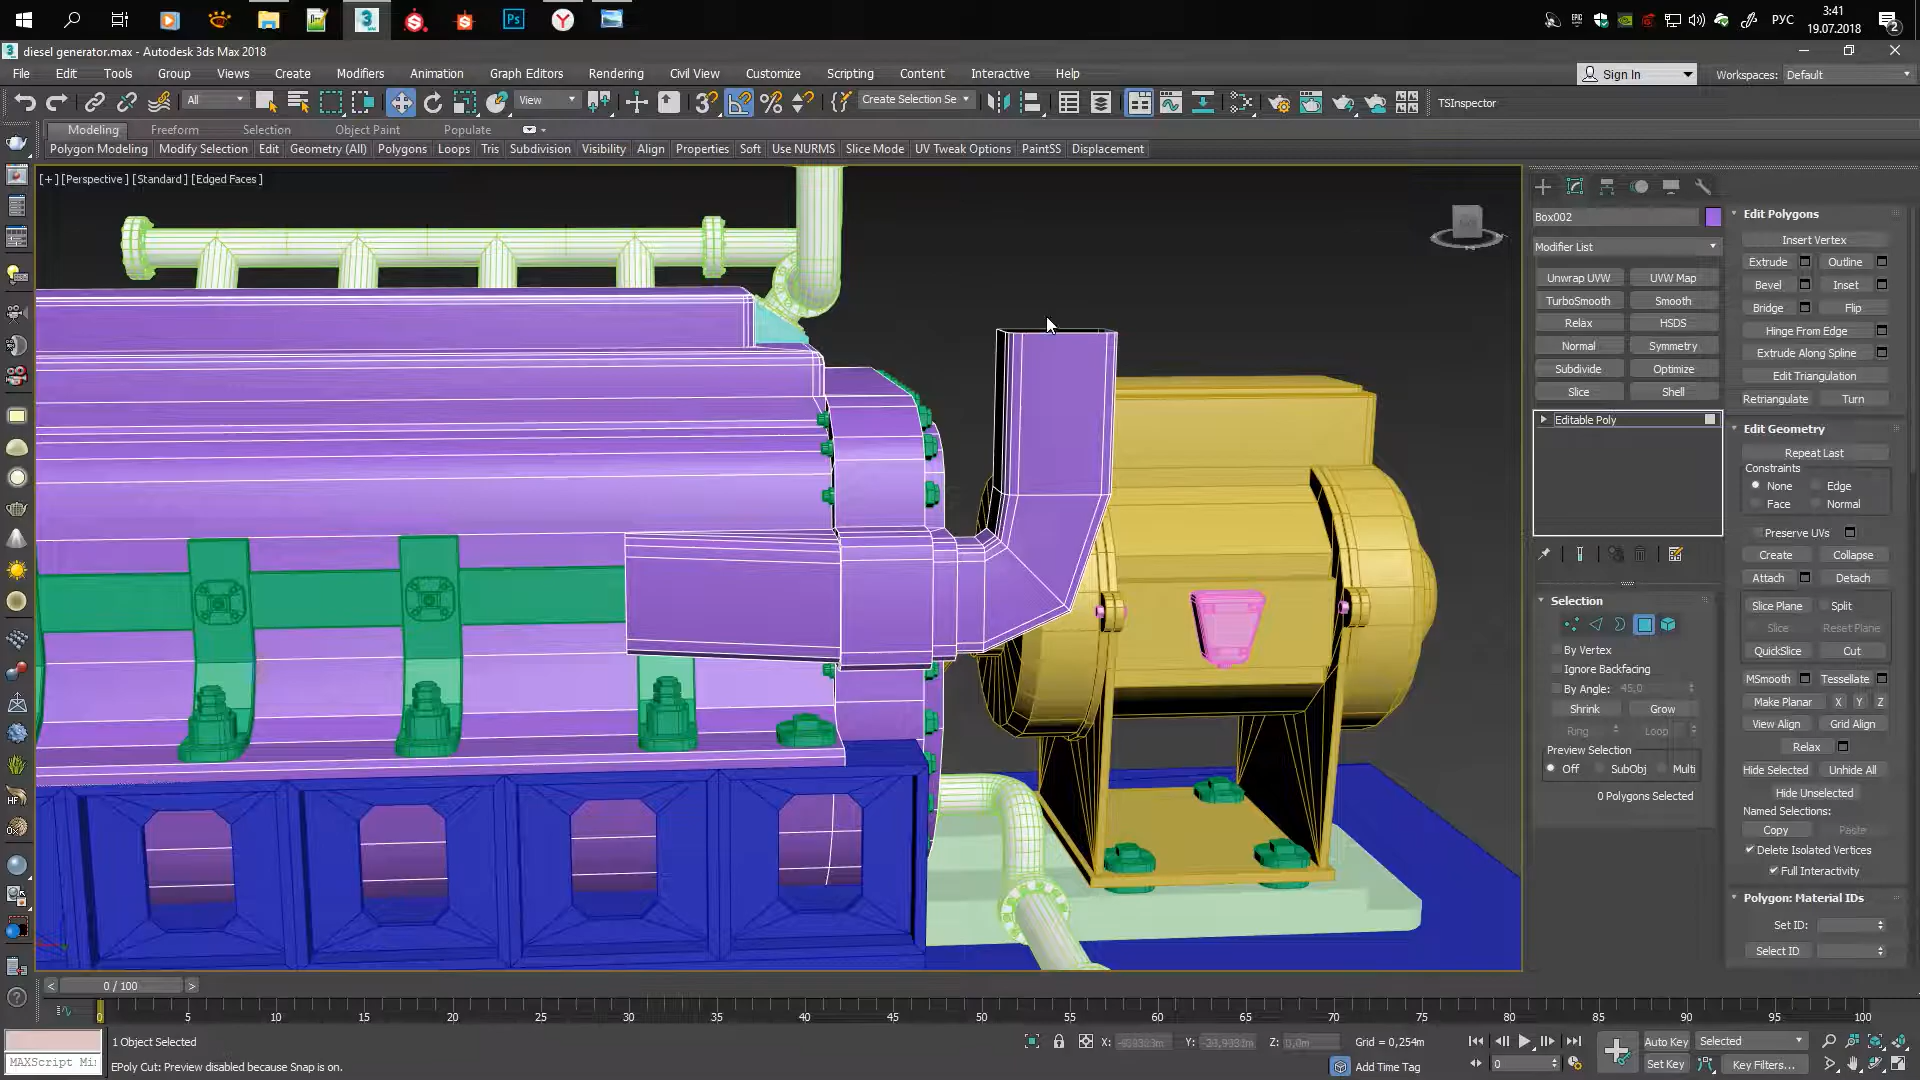 3:41
РУС
19.07.2018
2
diesel generator.max - Autodesk 3ds Max 2018
File Edit Tools Group Views Create Modifiers Animation Graph Editors Rendering Civil View Customize Scripting Content Interactive Help
Sign In Workspaces: Default
All View Create Selection Se TSInspector
Modeling Freeform Selection Object Paint Populate
Polygon Modeling Modify Selection Edit Geometry (All) Polygons Loops Tris Subdivision Visibility Align Properties Soft Use NURMS Slice Mode UV Tweak Options PaintSS Displacement
[+] [Perspective ] [Standard ] [Edged Faces ]
Box002
Modifier List
Unwrap UVW UVW Map
TurboSmooth Smooth
Relax HSDS
Normal Symmetry
Subdivide Optimize
Slice Shell
Editable Poly
Selection
By Vertex
Ignore Backfacing
By Angle: 45,0
Shrink Grow
Ring Loop
Preview Selection
Off SubObj Multi
0 Polygons Selected
Edit Polygons
Insert Vertex
Extrude Outline
Bevel Inset
Bridge Flip
Hinge From Edge
Extrude Along Spline
Edit Triangulation
Retriangulate Turn
Edit Geometry
Repeat Last
Constraints
None Edge
Face Normal
Preserve UVs
Create Collapse
Attach Detach
Slice Plane Split
Slice Reset Plane
QuickSlice Cut
MSmooth Tessellate
Make Planar X Y Z
View Align Grid Align
Relax
Hide Selected Unhide All
Hide Unselected
Named Selections:
Copy Paste
Delete Isolated Vertices
Full Interactivity
Polygon: Material IDs
Set ID:
Select ID
< 0 / 100 >
0 5 10 15 20 25 30 35 40 45 50 55 60 65 70 75 80 85 90 95 100
1 Object Selected
X: Y: Z: 0,0m Grid = 0,254m
Auto Key Selected
MAXScript Mi
EPoly Cut: Preview disabled because Snap is on.
Add Time Tag
0
Set Key Key Filters...